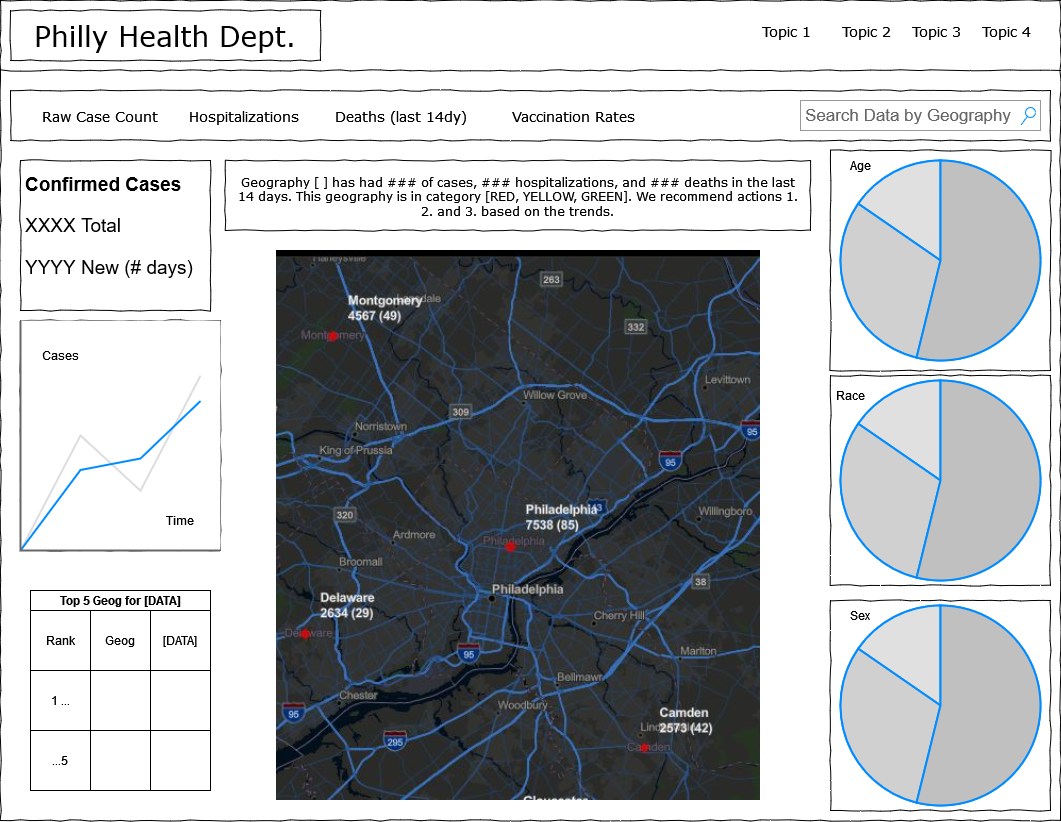 Philly Health Dept.
Topic 1 Topic 2 Topic 3 Topic 4
Raw Case Count Hospitalizations Deaths (last 14dy) Vaccination Rates
Search Data by Geography
Confirmed Cases
XXXX Total
YYYY New (# days)
Geography [ ] has had ### of cases, ### hospitalizations, and ### deaths in the last
14 days. This geography is in category [RED, YELLOW, GREEN]. We recommend actions 1.
2. and 3. based on the trends.
Cases
Time
Top 5 Geog for [DATA]
Rank Geog [DATA]
1 ...
...5
Harleysville
263
Montgomery
4567 (49)
Lansdale
Montgomery
332
Levittown
Willow Grove
309
Norristown
95
King of Prussia
95
Philadelphia
7538 (85)
Willingboro
320
Ardmore
Philadelphia
Broomall
38
Philadelphia
Delaware
2634 (29)
Cherry Hill
Delaware
95
Marlton
Bellmawr
Chester
Woodbury
95
Camden
2573 (42)
295
Camden
Gloucester
Age
Race
Sex